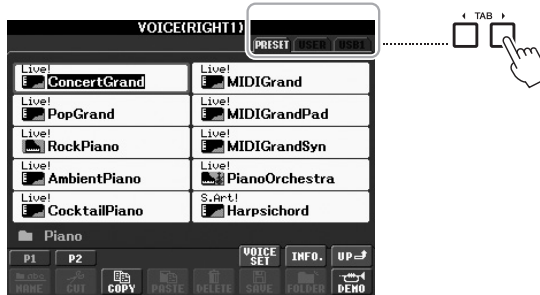 VOICE(RIGHT1)
PRESET USER USB1
TAB
Live!
ConcertGrand
Live!
MIDIGrand
Live!
PopGrand
Live!
MIDIGrandPad
Live!
RockPiano
Live!
MIDIGrandSyn
Live!
AmbientPiano
Live!
PianoOrchestra
Live!
CocktailPiano
S.Art!
Harpsichord
Piano
P1 P2 VOICE SET INFO. UP
NAME CUT COPY PASTE DELETE SAVE FOLDER DEMO